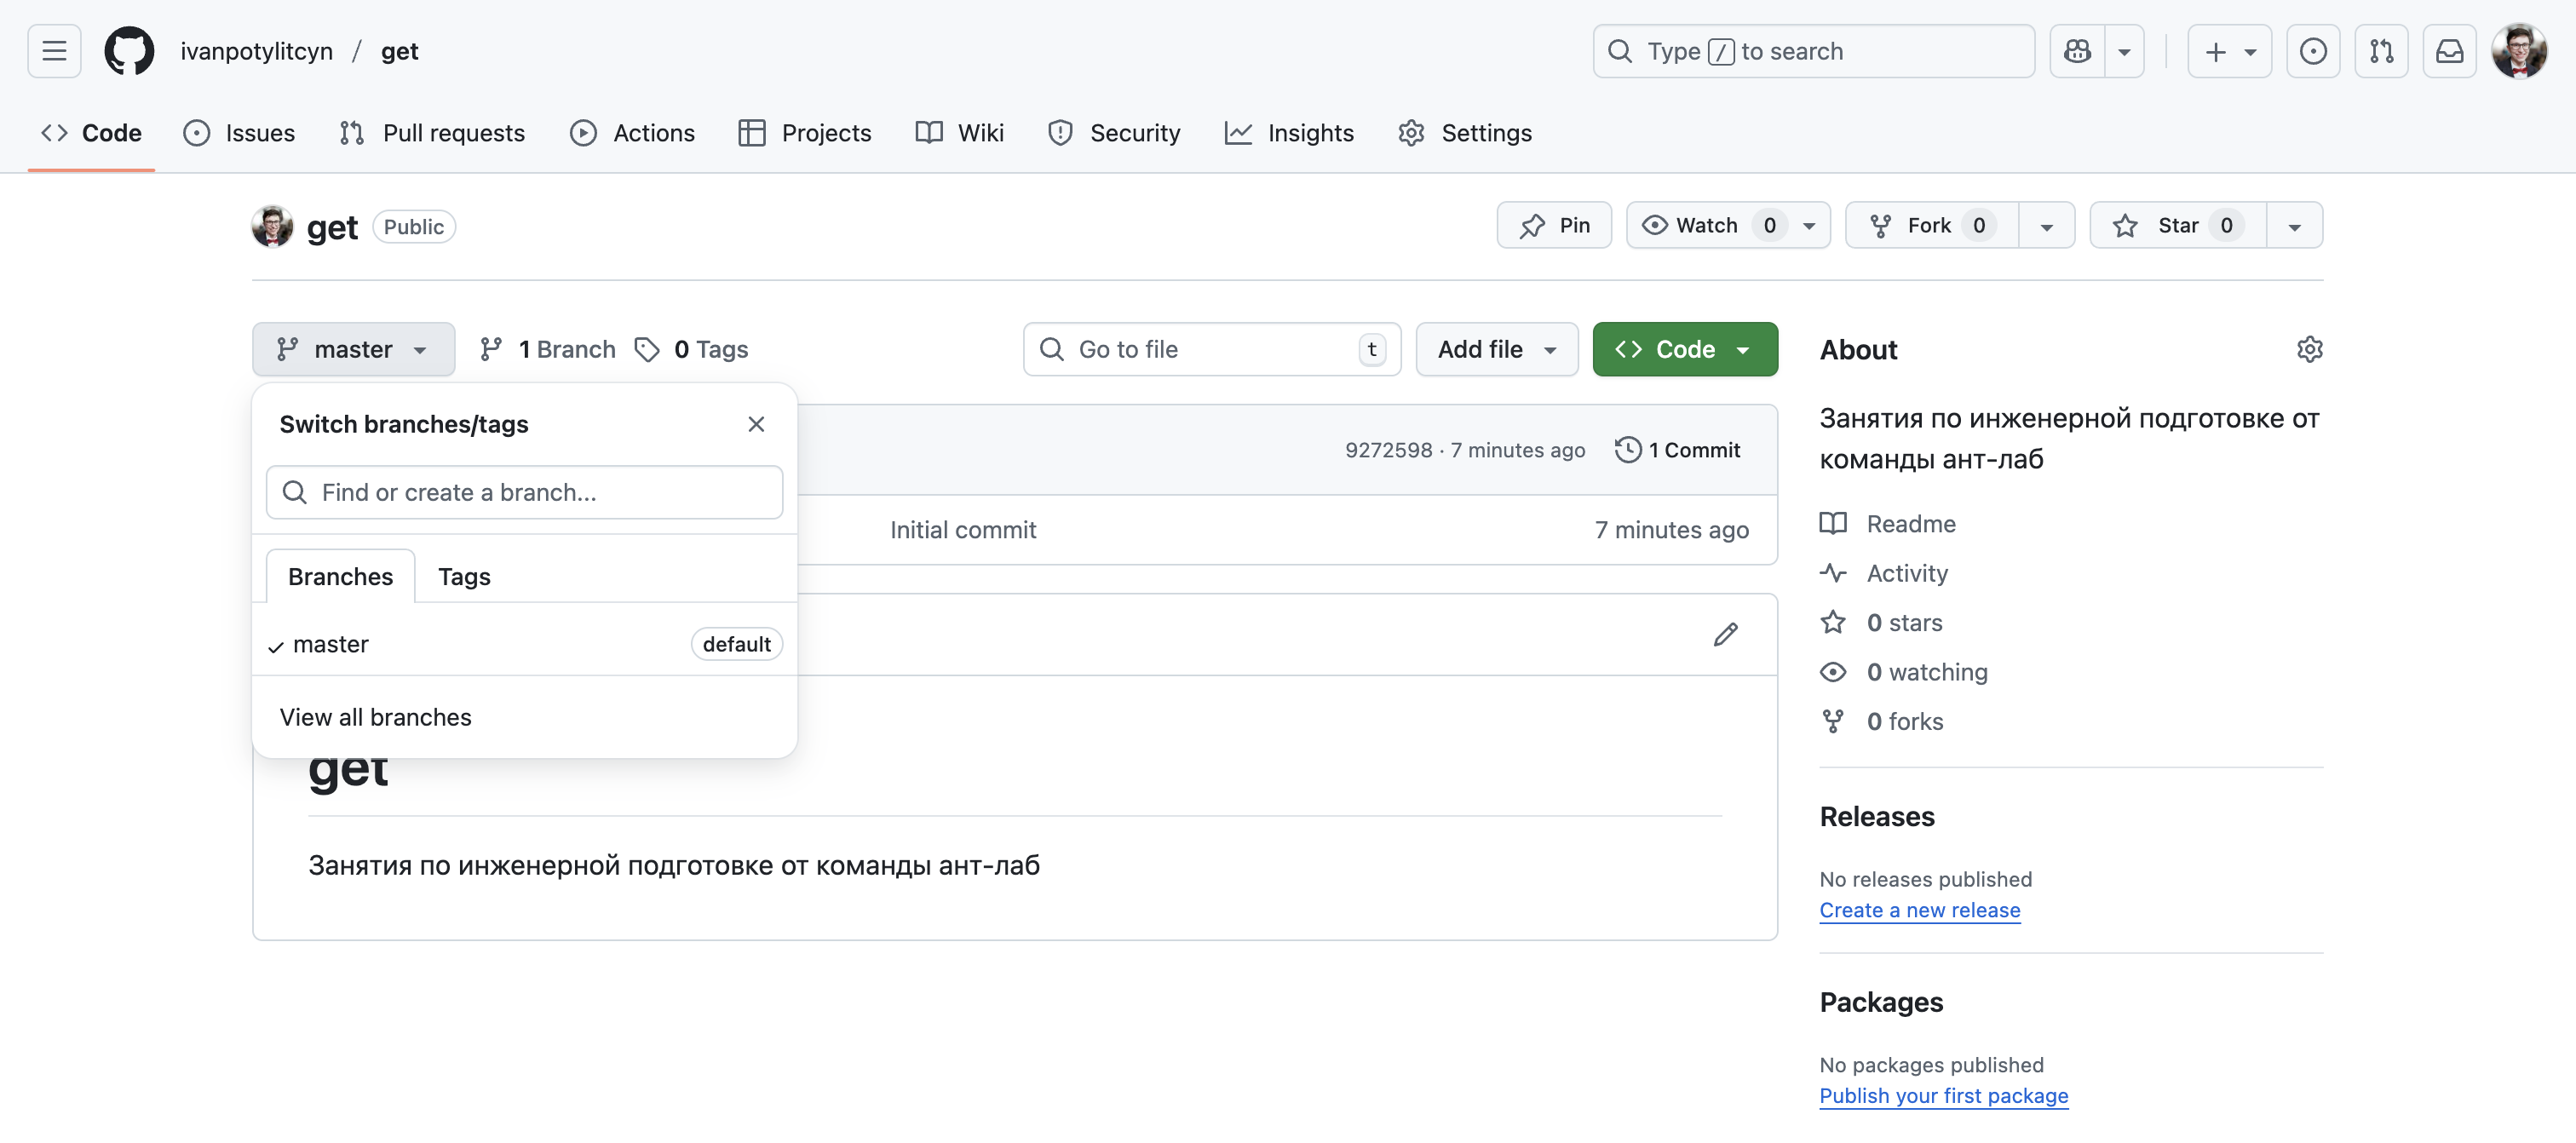 ivanpotylitcyn / get
Type / to search
Code
Issues
Pull requests
Actions
Projects
Wiki
Security
Insights
Settings
get Public
Pin
Watch 0
Fork 0
Star 0
master
1 Branch
0 Tags
Go to file t
Add file
Code
Switch branches/tags
Find or create a branch...
Branches
Tags
master default
View all branches
9272598 · 7 minutes ago
1 Commit
Initial commit
7 minutes ago
get
Занятия по инженерной подготовке от команды ант-лаб
About
Занятия по инженерной подготовке от
команды ант-лаб
Readme
Activity
0 stars
0 watching
0 forks
Releases
No releases published
Create a new release
Packages
No packages published
Publish your first package